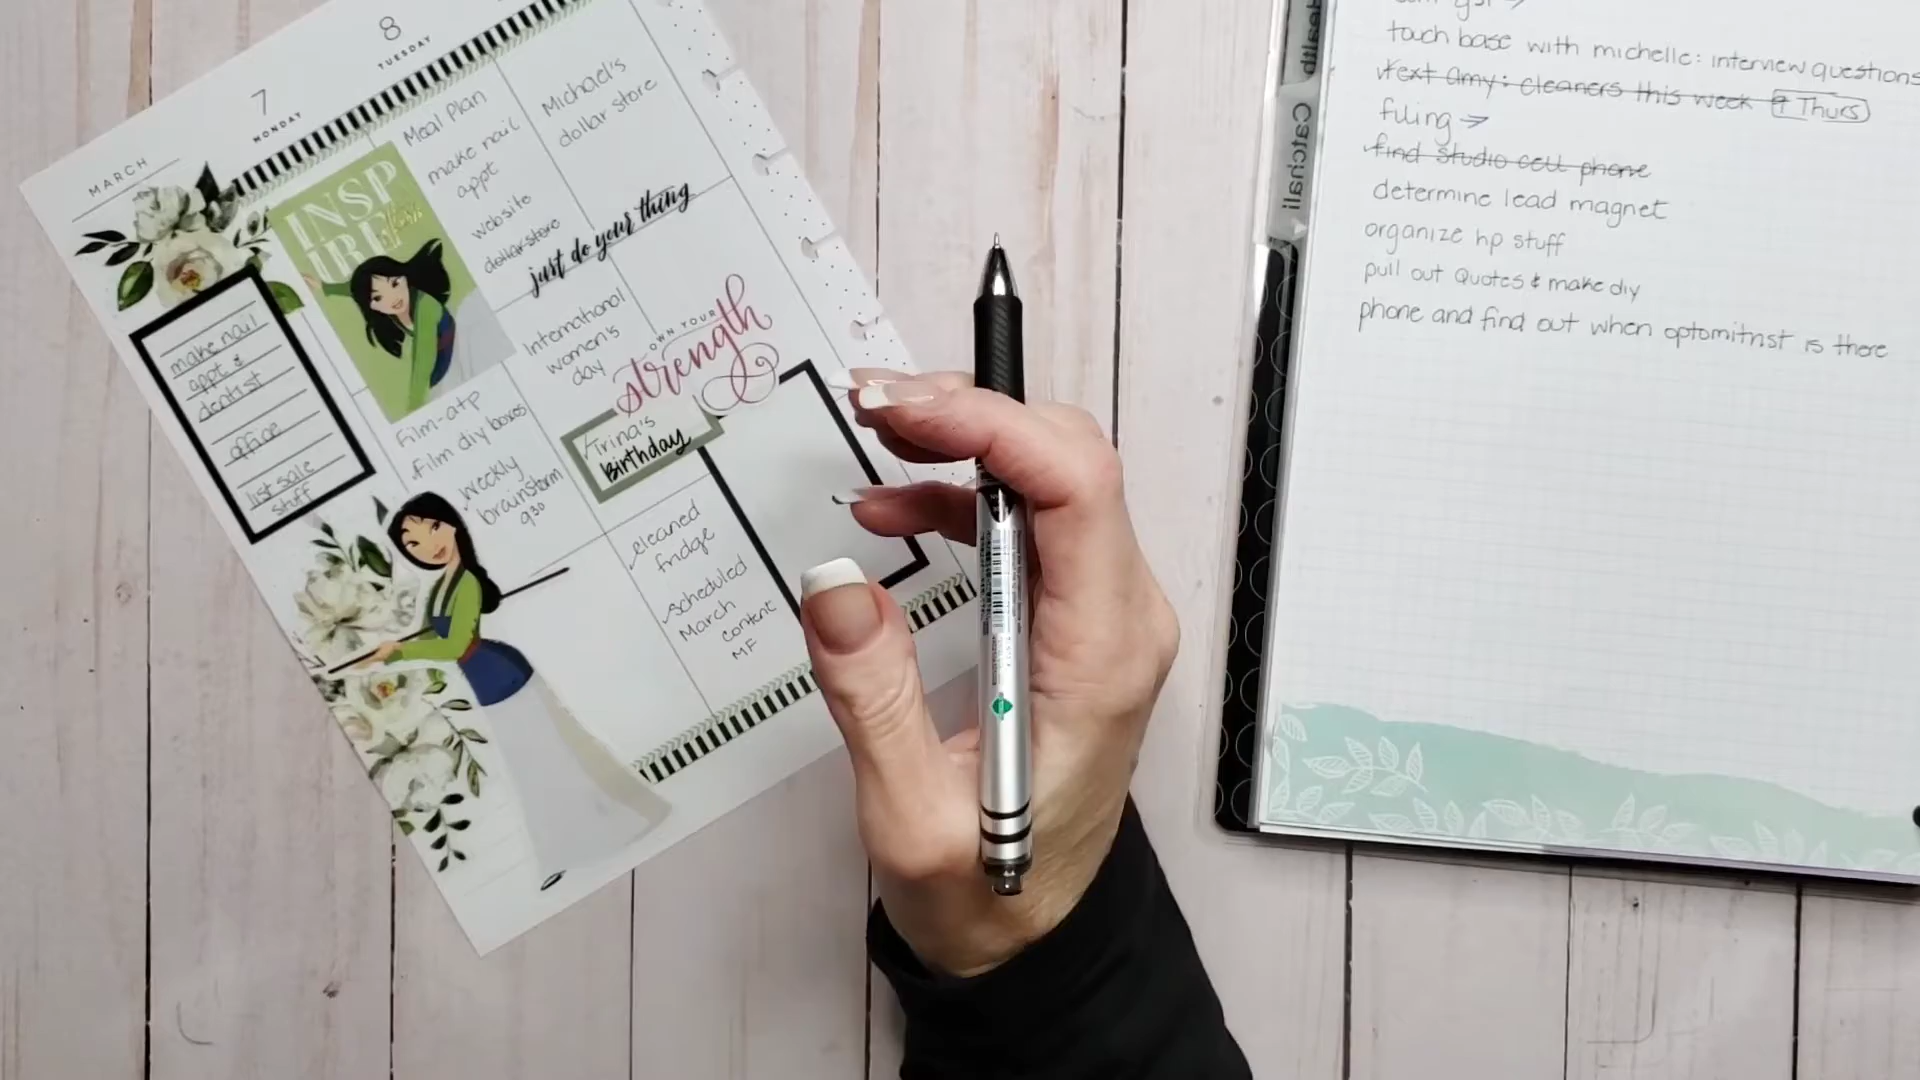 8
TUESDAY
7
MONDAY
MARCH
INSP
IRE
Meal Plan
make nail
appt
website
dollar store
Michael's
dollar store
just do your thing
make nail
appt &
dentist
office
list sale
stuff
Film-atp
film diy boxes
weekly
brainstorm
930
International
women's
day
OWN YOUR
strength
Trina's
Birthday
cleaned
fridge
scheduled
March
content
MF
Health
Catchall
touch base with michelle: interview questions
text amy: cleaners this week
Thurs
filing →
find studio cell phone
determine lead magnet
organize hp stuff
pull out Quotes & make diy
phone and find out when optomitrist is there